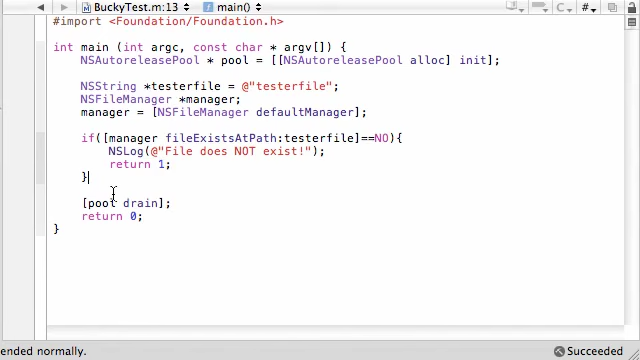 BuckyTest.m:13 main() C # 
#import <Foundation/Foundation.h>
int main (int argc, const char * argv[]) {
NSAutoreleasePool * pool = [[NSAutoreleasePool alloc] init];
NSString *testerfile = @"testerfile";
NSFileManager *manager;
manager = [NSFileManager defaultManager];
if([manager fileExistsAtPath:testerfile]==NO){
NSLog(@"File does NOT exist!");
return 1;
}
[pool drain];
return 0;
}
ended normally. Succeeded